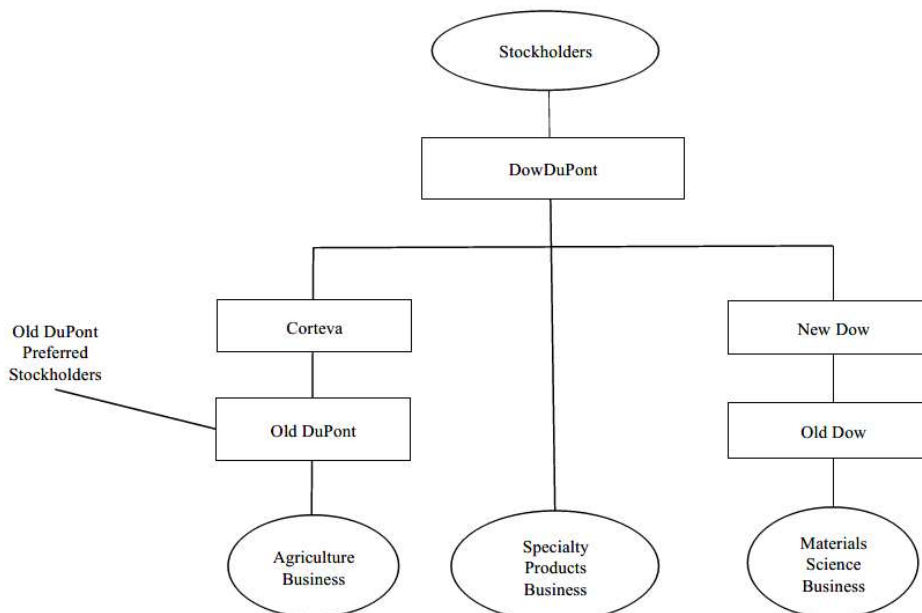 Stockholders
DowDuPont
Corteva
New Dow
Old DuPont
Preferred
Stockholders
Old DuPont
Old Dow
Agriculture
Business
Specialty
Products
Business
Materials
Science
Business